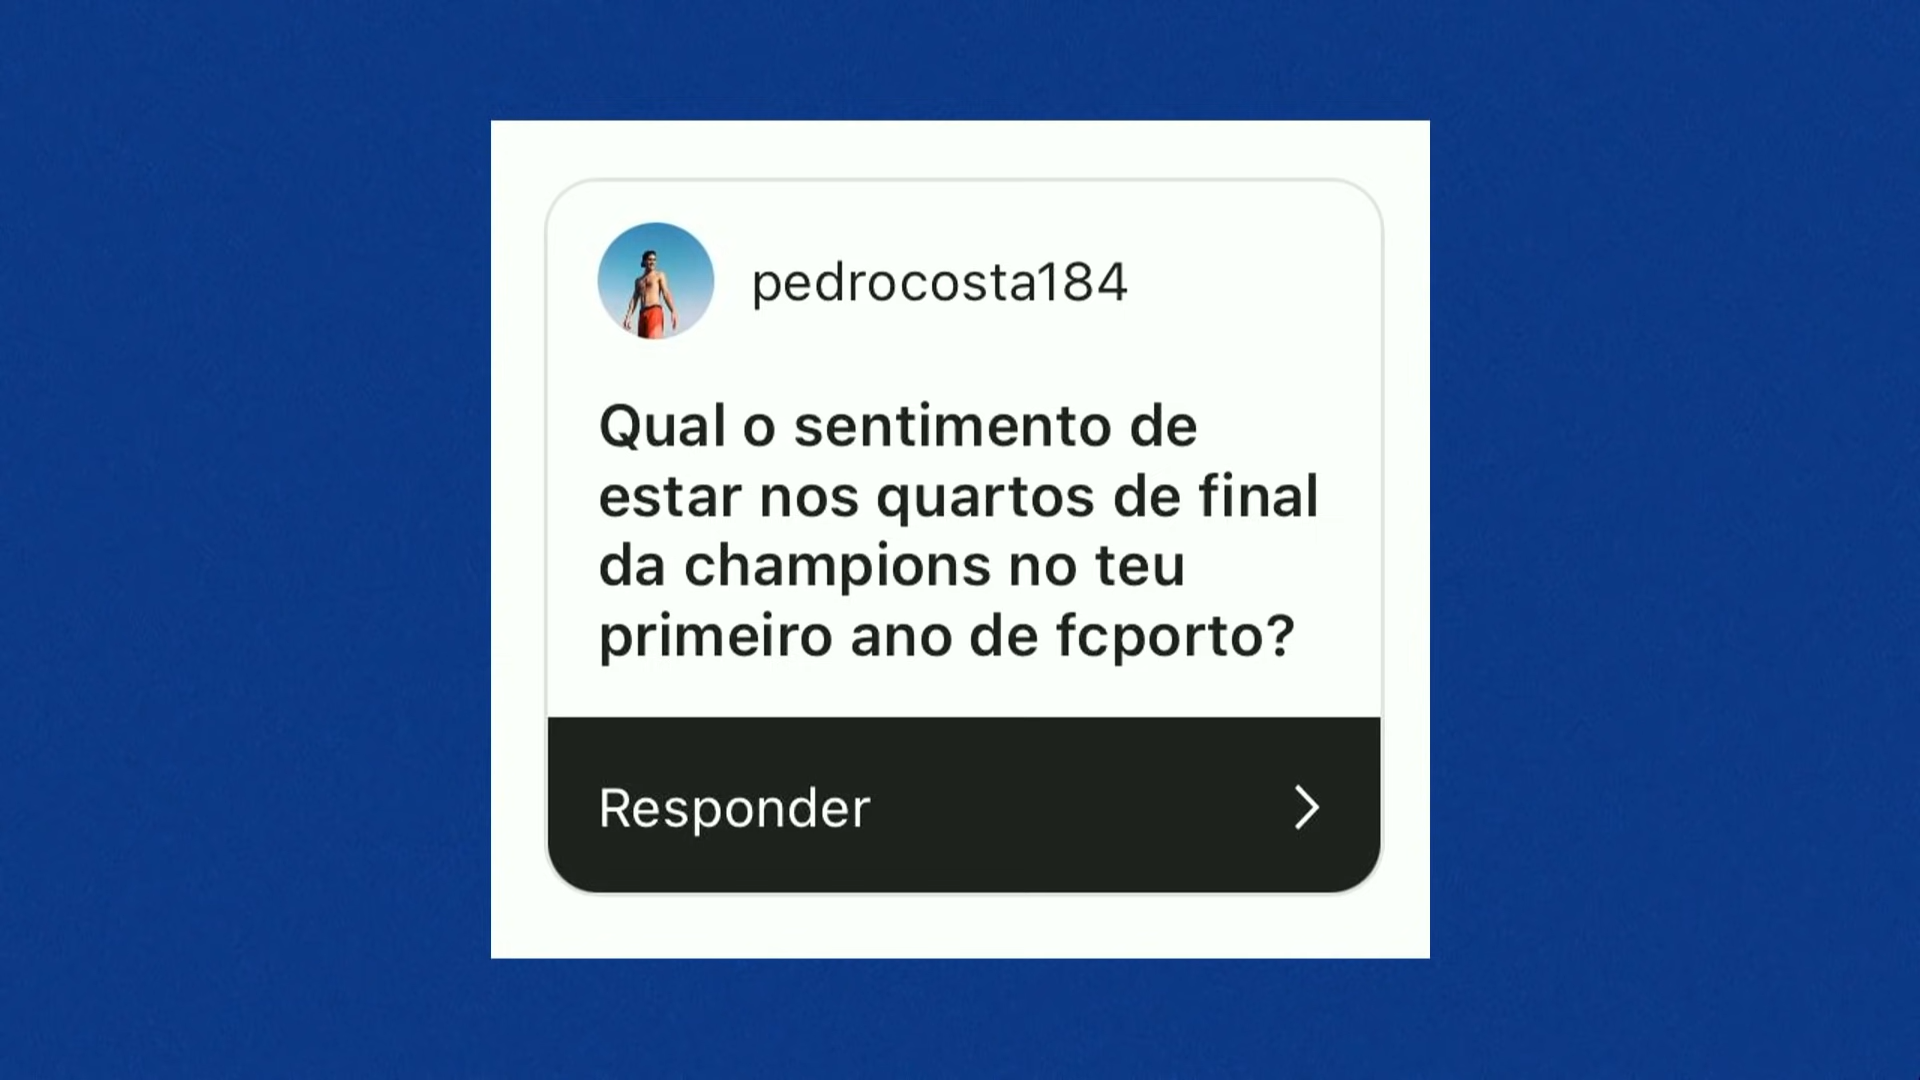 pedrocosta184
Qual o sentimento de
estar nos quartos de final
da champions no teu
primeiro ano de fcporto?
Responder